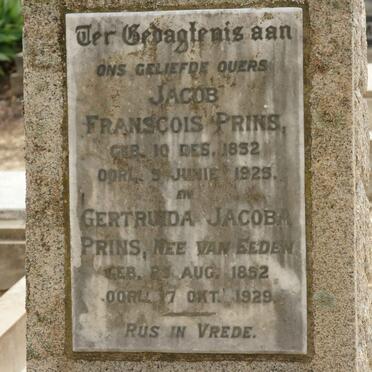 Ter Gedagtenis aan
ONS GELIEFDE OUERS
JACOB
FRANSCOIS PRINS,
GEB. 10 DES. 1852
OORL. 5 JUNIE 1925.
EN
GERTRUIDA JACOBA
PRINS, NEE VAN EEDEN
GEB. 23 AUG. 1852
OORL. 17 OKT. 1929.
RUS IN VREDE.